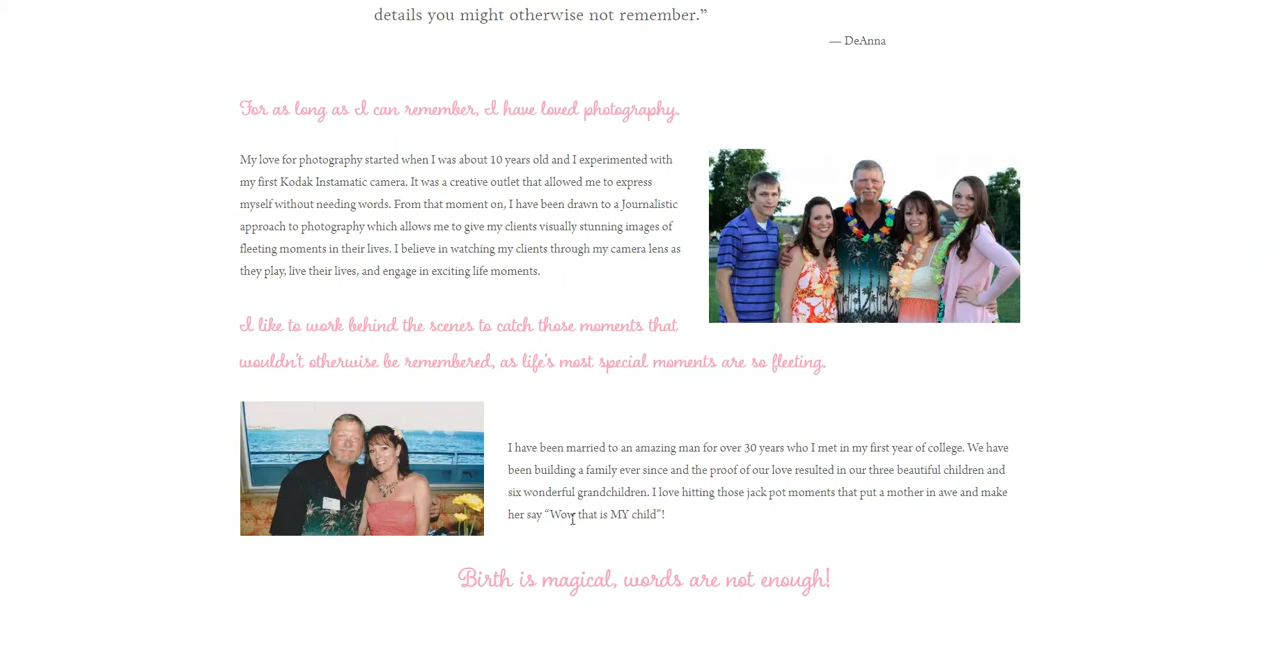 details you might otherwise not remember.”
— DeAnna
For as long as I can remember, I have loved photography.
My love for photography started when I was about 10 years old and I experimented with
my first Kodak Instamatic camera. It was a creative outlet that allowed me to express
myself without needing words. From that moment on, I have been drawn to a Journalistic
approach to photography which allows me to give my clients visually stunning images of
fleeting moments in their lives. I believe in watching my clients through my camera lens as
they play, live their lives, and engage in exciting life moments.
I like to work behind the scenes to catch those moments that
wouldn't otherwise be remembered, as life's most special moments are so fleeting.
I have been married to an amazing man for over 30 years who I met in my first year of college. We have
been building a family ever since and the proof of our love resulted in our three beautiful children and
six wonderful grandchildren. I love hitting those jack pot moments that put a mother in awe and make
her say “Wow that is MY child”!
Birth is magical, words are not enough!